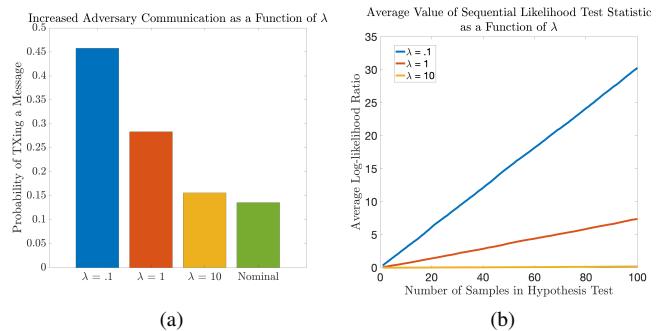 Increased Adversary Communication as a Function of λ
Probability of TXing a Message
0.5
0.45
0.4
0.35
0.3
0.25
0.2
0.15
0.1
0.05
0
λ = .1
λ = 1
λ = 10
Nominal
(a)
Average Value of Sequential Likelihood Test Statistic
as a Function of λ
Average Log-likelihood Ratio
35
30
25
20
15
10
5
0
λ = .1
λ = 1
λ = 10
0
20
40
60
80
100
Number of Samples in Hypothesis Test
(b)